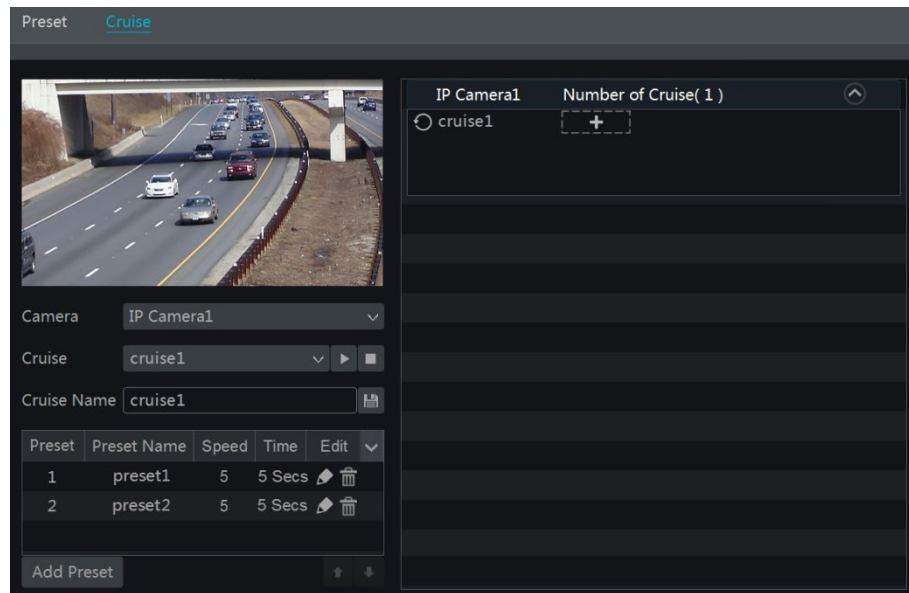 Preset Cruise
IP Camera1 Number of Cruise( 1 )
cruise1
Camera IP Camera1
Cruise cruise1
Cruise Name cruise1
Preset Preset Name Speed Time Edit
1 preset1 5 5 Secs
2 preset2 5 5 Secs
Add Preset